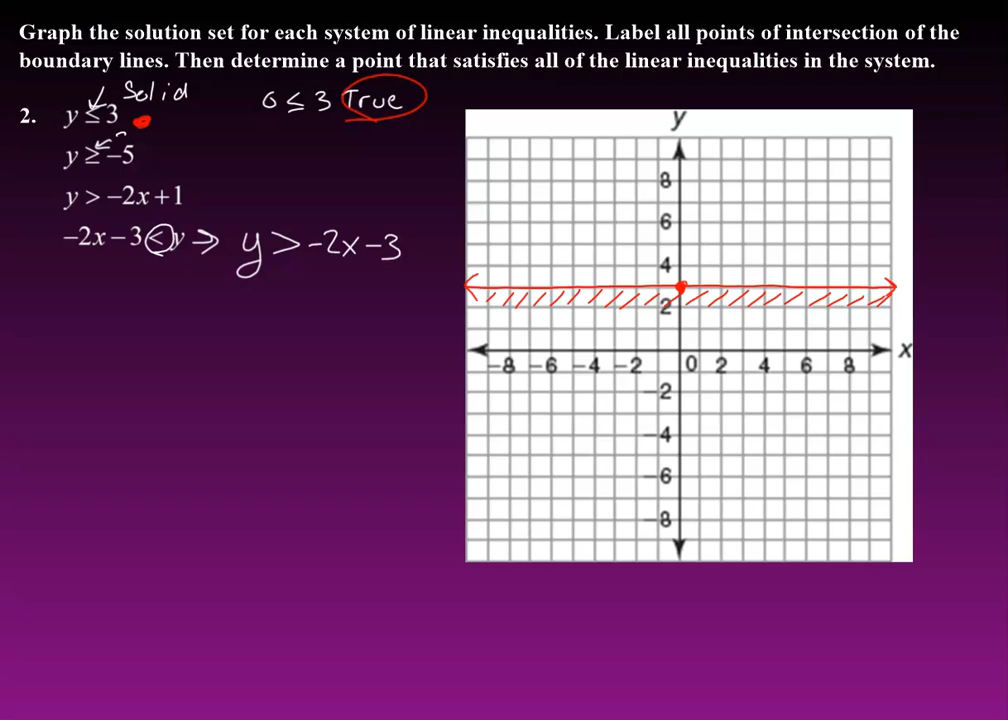 Graph the solution set for each system of linear inequalities. Label all points of intersection of the
boundary lines. Then determine a point that satisfies all of the linear inequalities in the system.
Solid
0 ≤ 3 True
2. y ≤ 3
y ≥ −5
y > −2x + 1
−2x − 3 < y ⇒ y > −2x − 3
y
8
6
4
2
x
−8 −6 −4 −2 0 2 4 6 8
−2
−4
−6
−8